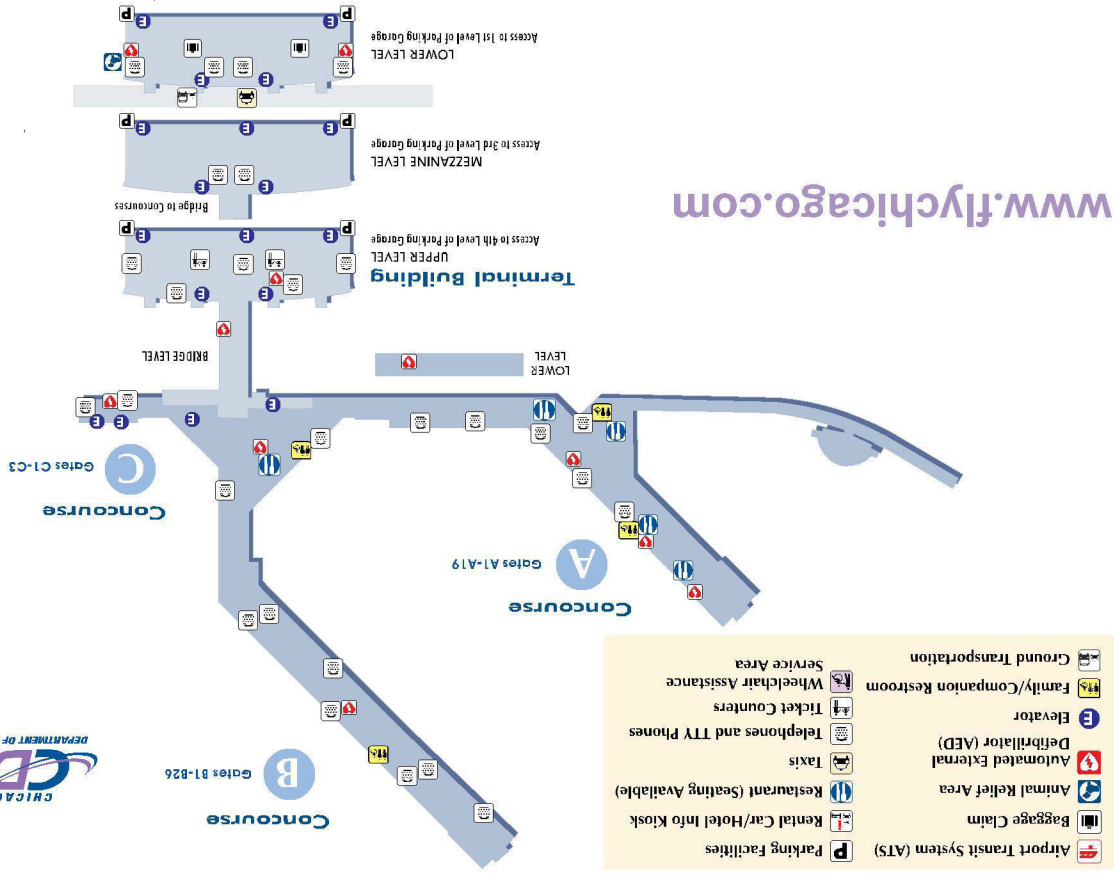 Airport Transit System (ATS)
Baggage Claim
Animal Relief Area
Automated External
Defibrillator (AED)
Elevator
Family/Companion Restroom
Ground Transportation
Parking Facilities
Rental Car/Hotel Info Kiosk
Restaurant (Seating Available)
Taxis
Telephones and TTY Phones
Ticket Counters
Wheelchair Assistance
Service Area
Concourse
B
Gates B1-B26
CD
DEPARTMENT OF
Concourse
A
Gates A1-A19
Concourse
C
Gates C1-C3
LOWER
LEVEL
BRIDGE LEVEL
Terminal Building
UPPER LEVEL
Access to 4th Level of Parking Garage
Bridge to Concourses
www.flychicago.com
MEZZANINE LEVEL
Access to 3rd Level of Parking Garage
LOWER LEVEL
Access to 1st Level of Parking Garage